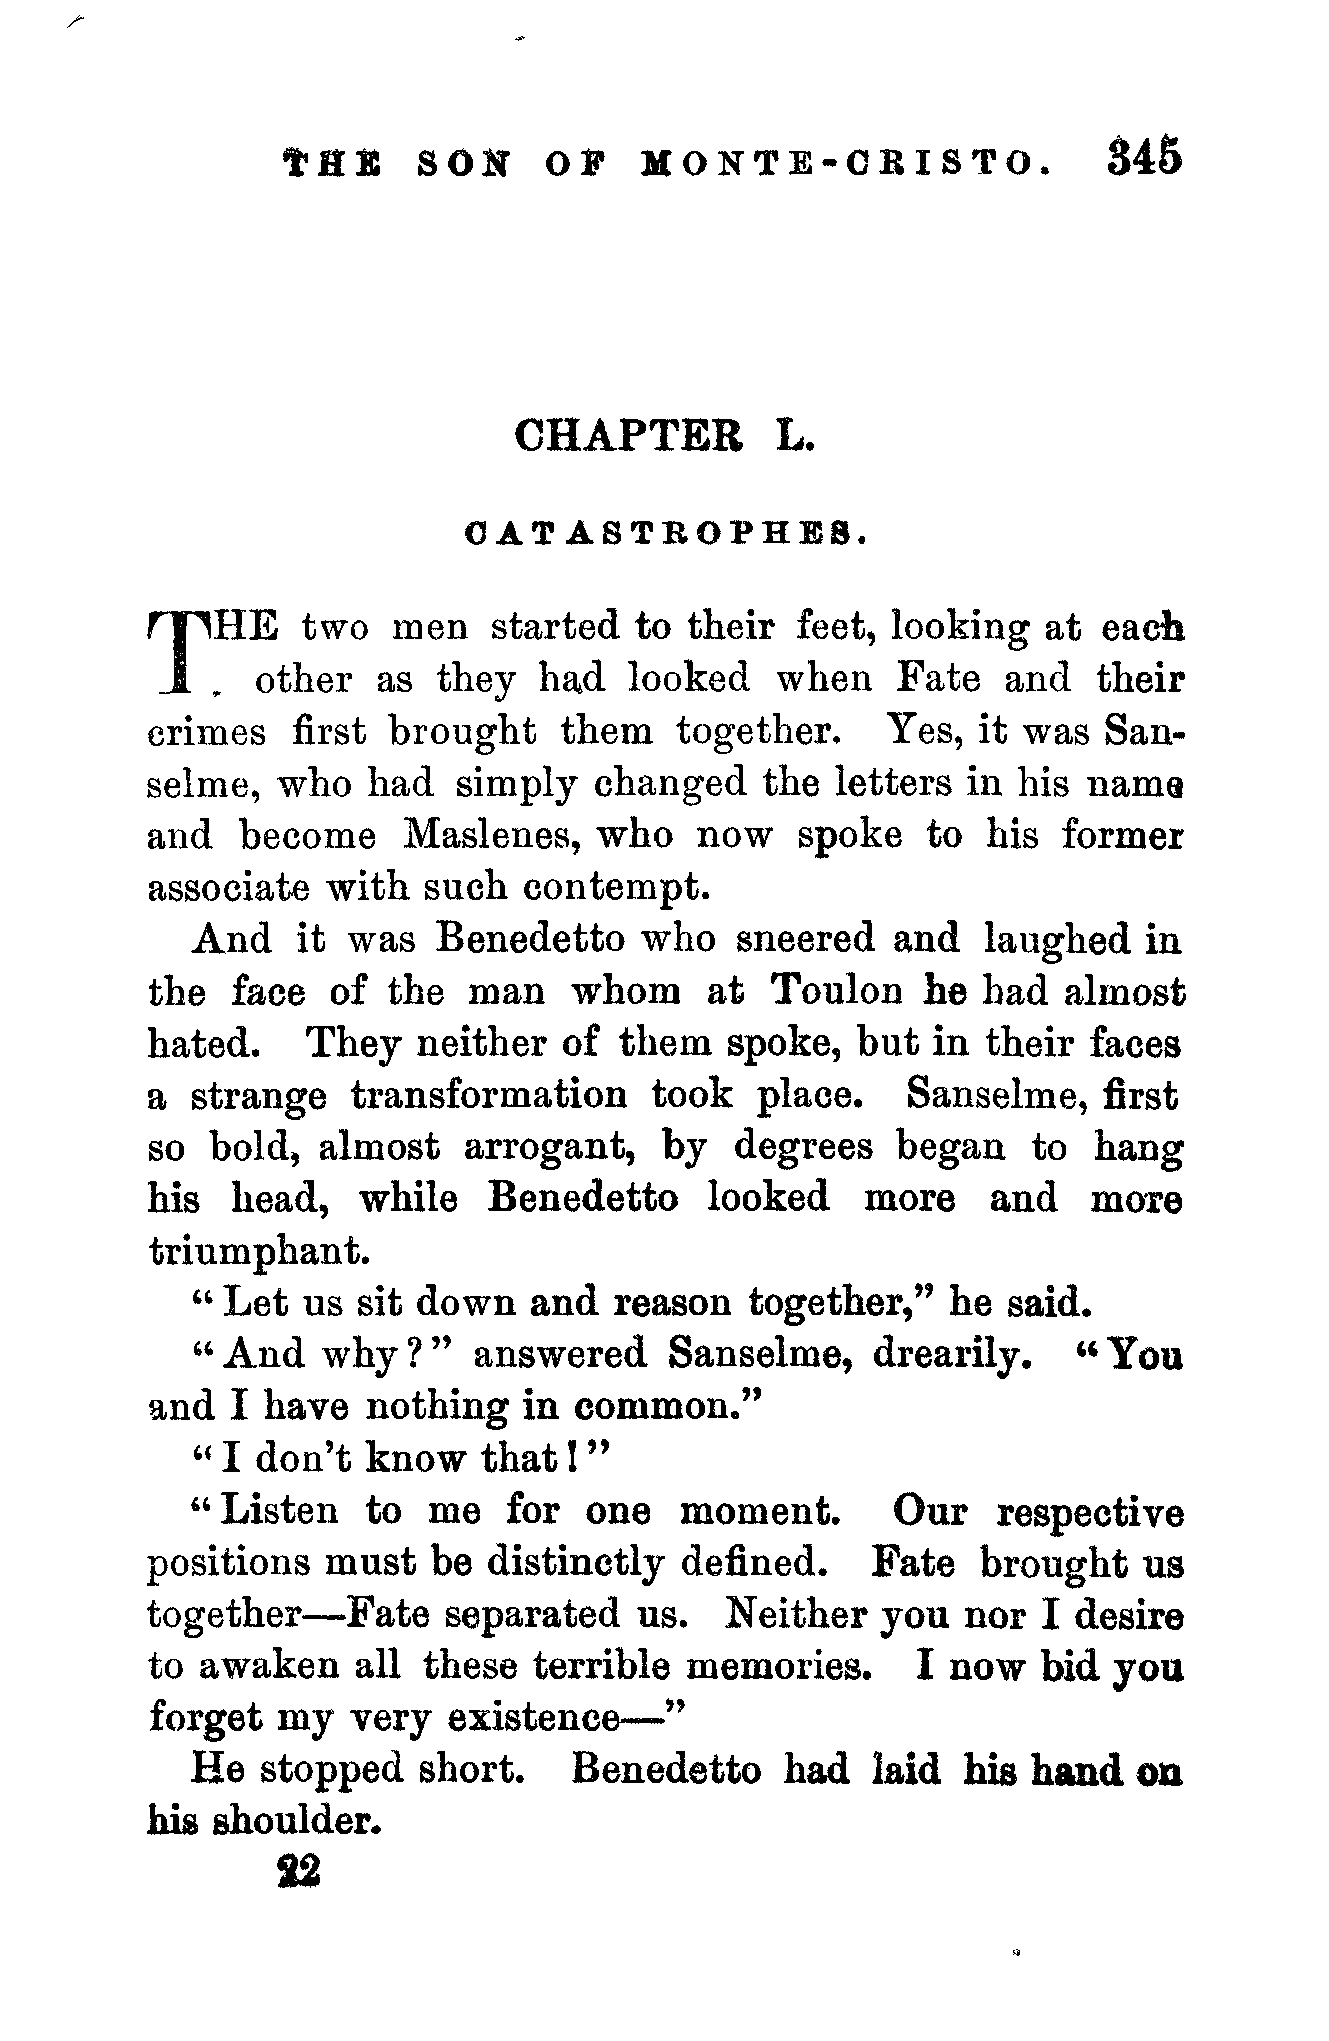 THE SON OF MONTE-CRISTO. 345
CHAPTER L.
CATASTROPHES.
THE two men started to their feet, looking at each
other as they had looked when Fate and their
crimes first brought them together. Yes, it was San-
selme, who had simply changed the letters in his name
and become Maslenes, who now spoke to his former
associate with such contempt.
And it was Benedetto who sneered and laughed in
the face of the man whom at Toulon he had almost
hated. They neither of them spoke, but in their faces
a strange transformation took place. Sanselme, first
so bold, almost arrogant, by degrees began to hang
his head, while Benedetto looked more and more
triumphant.
“Let us sit down and reason together,” he said.
“And why?” answered Sanselme, drearily. “You
and I have nothing in common.”
“I don’t know that!”
“Listen to me for one moment. Our respective
positions must be distinctly defined. Fate brought us
together—Fate separated us. Neither you nor I desire
to awaken all these terrible memories. I now bid you
forget my very existence—”
He stopped short. Benedetto had laid his hand on
his shoulder.
22